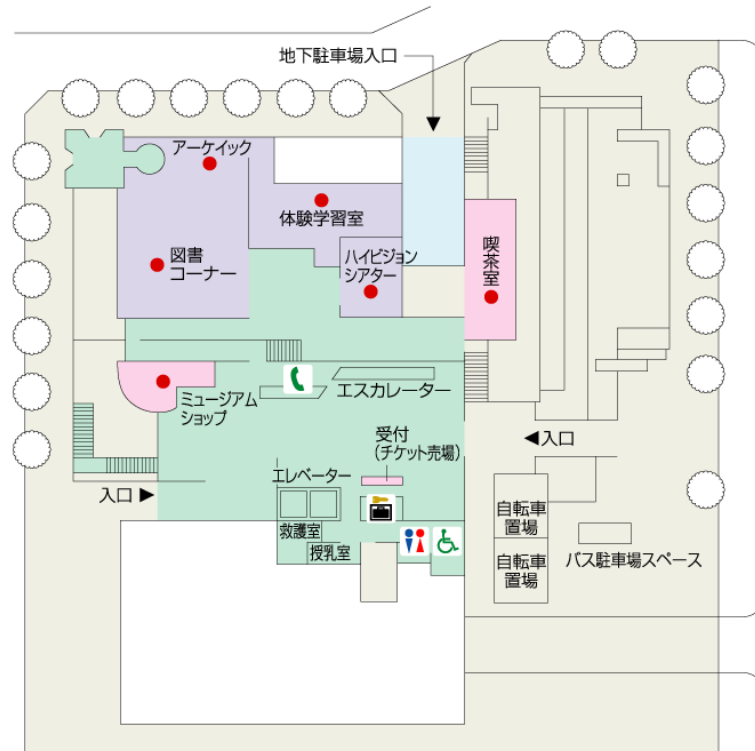 地下駐車場入口
アーケイック
体験学習室
図書
コーナー
ハイビジョン
シアター
喫茶室
ミュージアム
ショップ
エスカレーター
受付
（チケット売場）
◀入口
エレベーター
入口 ▶
救護室
授乳室
自転車
置場
自転車
置場
バス駐車場スペース